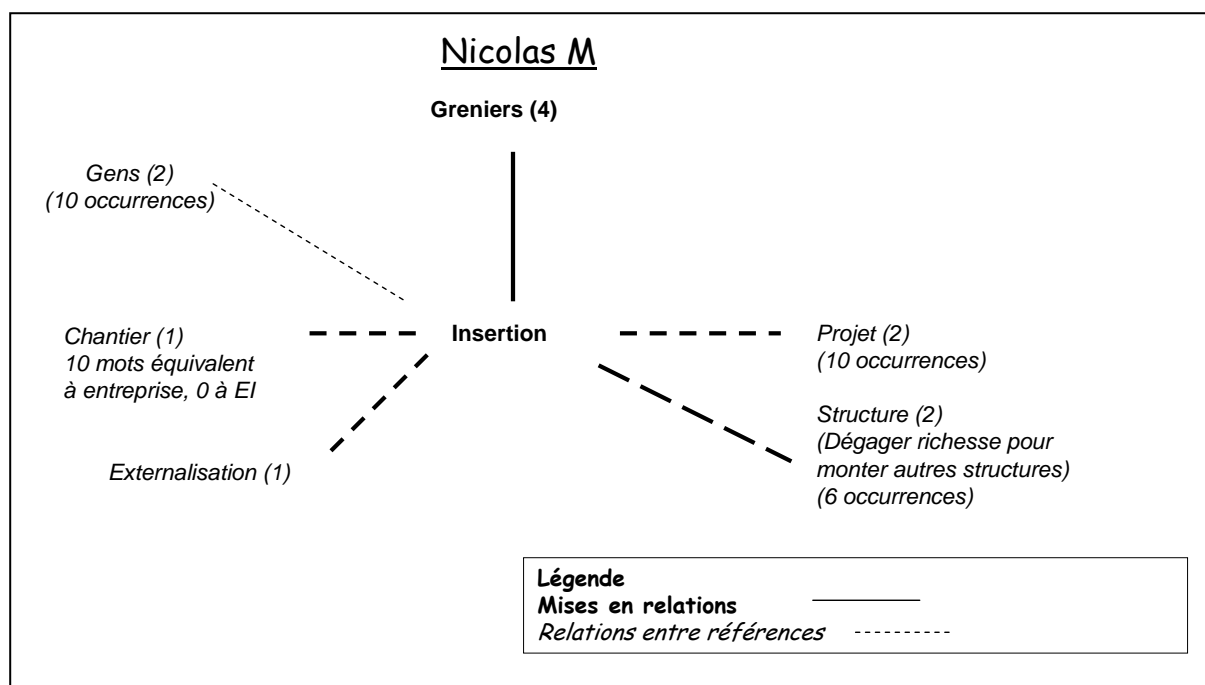 Nicolas M
Greniers (4)
Gens (2)
(10 occurrences)
Chantier (1)
10 mots équivalent
à entreprise, 0 à EI
Insertion
Projet (2)
(10 occurrences)
Externalisation (1)
Structure (2)
(Dégager richesse pour
monter autres structures)
(6 occurrences)
Légende
Mises en relations
Relations entre références